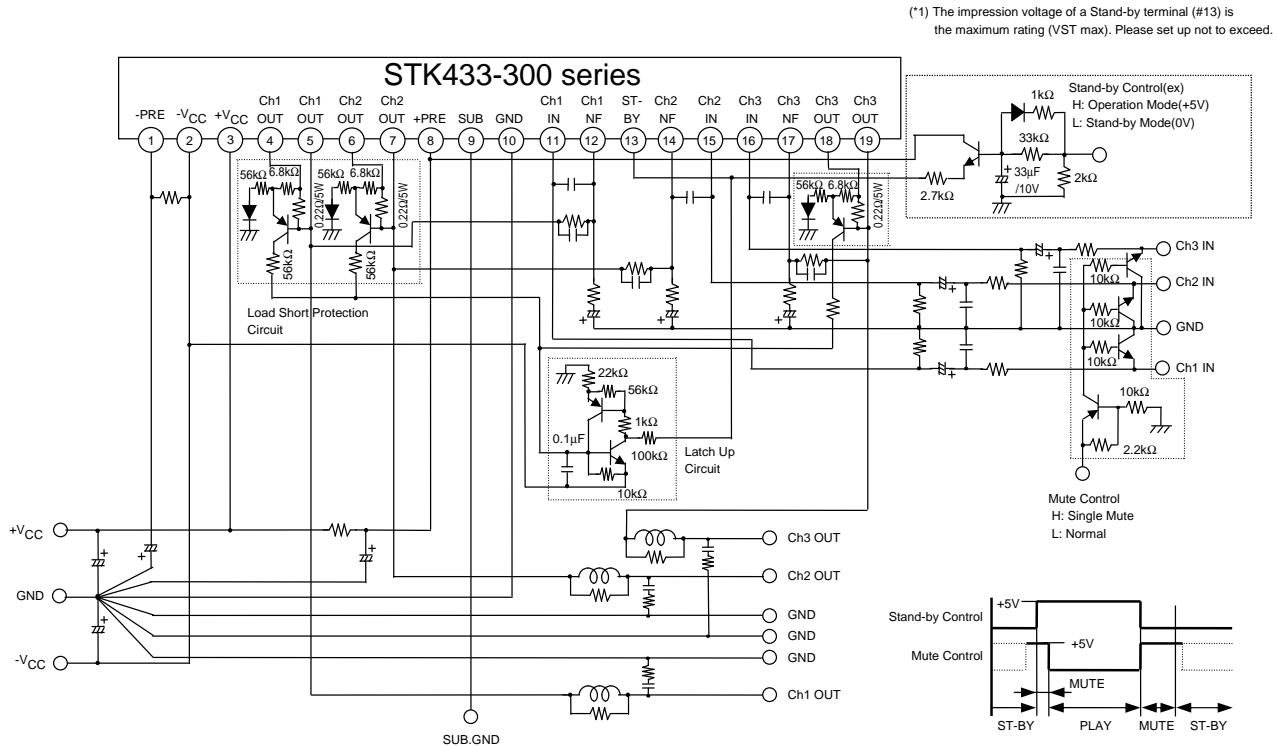 (*1) The impression voltage of a Stand-by terminal (#13) is
the maximum rating (VST max). Please set up not to exceed.
STK433-300 series
-PRE -VCC +VCC Ch1 OUT Ch1 OUT Ch2 OUT Ch2 OUT +PRE SUB GND Ch1 IN Ch1 NF ST-BY Ch2 NF Ch2 IN Ch3 IN Ch3 NF Ch3 OUT Ch3 OUT
1 2 3 4 5 6 7 8 9 10 11 12 13 14 15 16 17 18 19
Stand-by Control(ex)
H: Operation Mode(+5V)
L: Stand-by Mode(0V)
1kΩ
33kΩ
33μF
/10V
2kΩ
2.7kΩ
56kΩ 6.8kΩ
0.22Ω/5W
56kΩ
56kΩ 6.8kΩ
0.22Ω/5W
56kΩ
Load Short Protection
Circuit
56kΩ 6.8kΩ
0.22Ω/5W
Ch3 IN
10kΩ
Ch2 IN
10kΩ
GND
10kΩ
Ch1 IN
10kΩ
2.2kΩ
Mute Control
H: Single Mute
L: Normal
22kΩ
56kΩ
1kΩ
0.1μF
100kΩ
10kΩ
Latch Up
Circuit
+VCC
+
GND
+
-VCC
+
+
+
+
+
+
+
+
Ch3 OUT
Ch2 OUT
GND
GND
GND
Ch1 OUT
SUB.GND
Stand-by Control
+5V
Mute Control
+5V
MUTE
ST-BY PLAY MUTE ST-BY